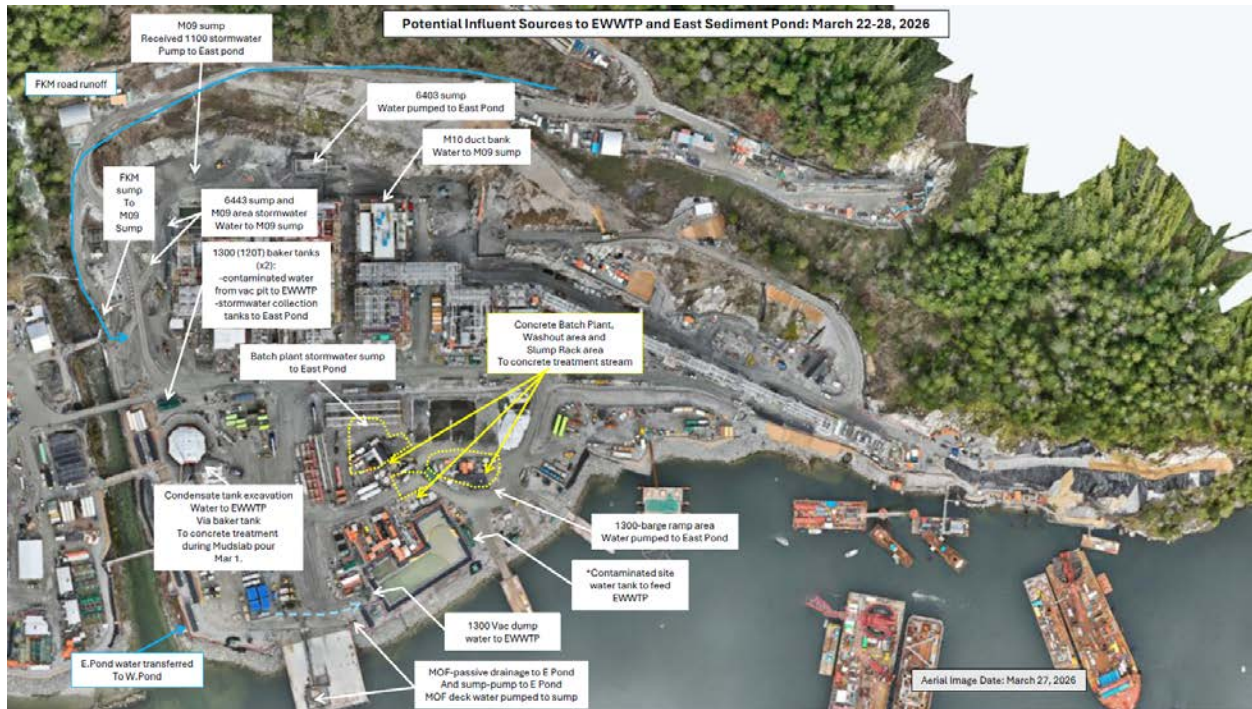 Potential Influent Sources to EWWTP and East Sediment Pond: March 22-28, 2026
M09 sump
Received 1100 stormwater
Pump to East pond
FKM road runoff
6403 sump
Water pumped to East Pond
M10 duct bank
Water to M09 sump
FKM
sump
To
M09
Sump
6443 sump and
M09 area stormwater
Water to M09 sump
1300 (120T) baker tanks
(x2):
-contaminated water
from vac pit to EWWTP
-stormwater collection
tanks to East Pond
Concrete Batch Plant,
Washout area and
Slump Rack area
To concrete treatment stream
Batch plant stormwater sump
to East Pond
Condensate tank excavation
Water to EWWTP
Via baker tank
To concrete treatment
during Mudslab pour
Mar 1.
1300-barge ramp area
Water pumped to East Pond
*Contaminated site
water tank to feed
EWWTP
1300 Vac dump
water to EWWTP
E.Pond water transferred
To W.Pond
MOF-passive drainage to E Pond
And sump-pump to E Pond
MOF deck water pumped to sump
Aerial Image Date: March 27, 2026